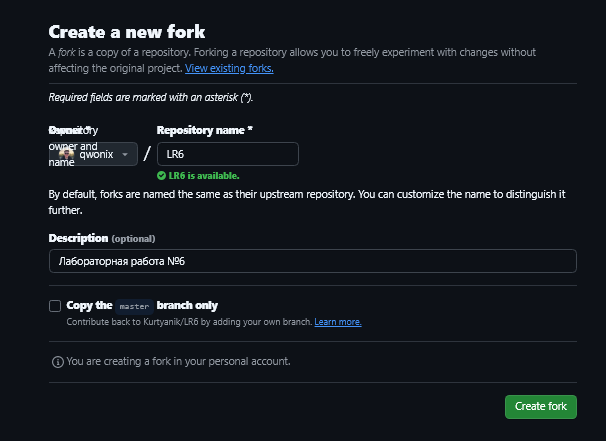 Create a new fork
A fork is a copy of a repository. Forking a repository allows you to freely experiment with changes without
affecting the original project. View existing forks.
Required fields are marked with an asterisk (*).
Owner *
Repository
owner and
name
Repository name *
qwonix
/
LR6
LR6 is available.
By default, forks are named the same as their upstream repository. You can customize the name to distinguish it
further.
Description (optional)
Лабораторная работа №6
Copy the master branch only
Contribute back to Kurtyanik/LR6 by adding your own branch. Learn more.
You are creating a fork in your personal account.
Create fork